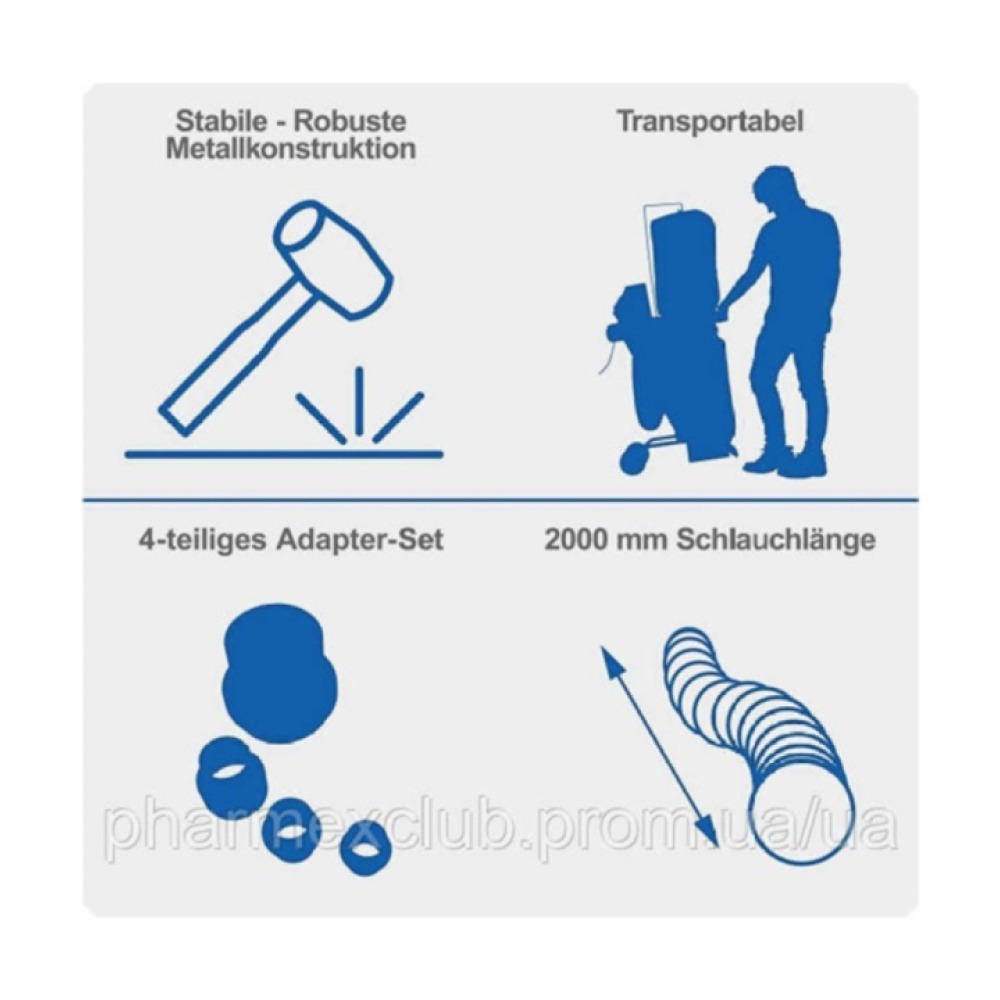 Stabile - Robuste
Metallkonstruktion
Transportabel
4-teiliges Adapter-Set
2000 mm Schlauchlänge
pharmexclub.prom.ua/ua